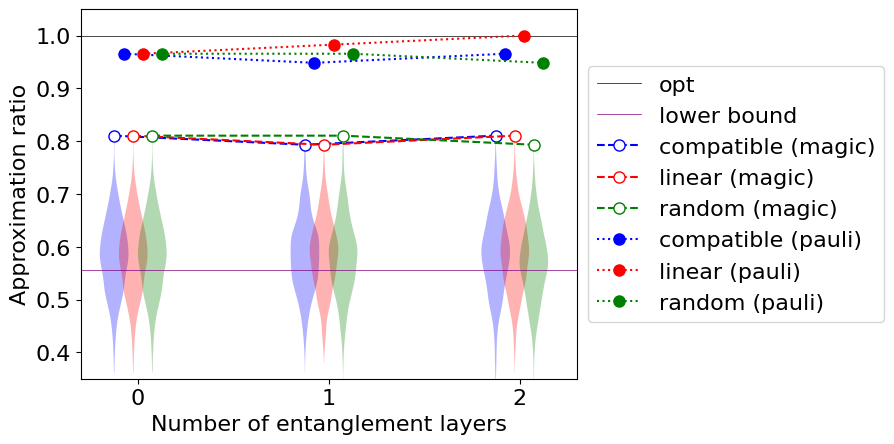 1.0
0.9
0.8
0.7
0.6
0.5
0.4
Approximation ratio
0 1 2
Number of entanglement layers
opt
lower bound
compatible (magic)
linear (magic)
random (magic)
compatible (pauli)
linear (pauli)
random (pauli)